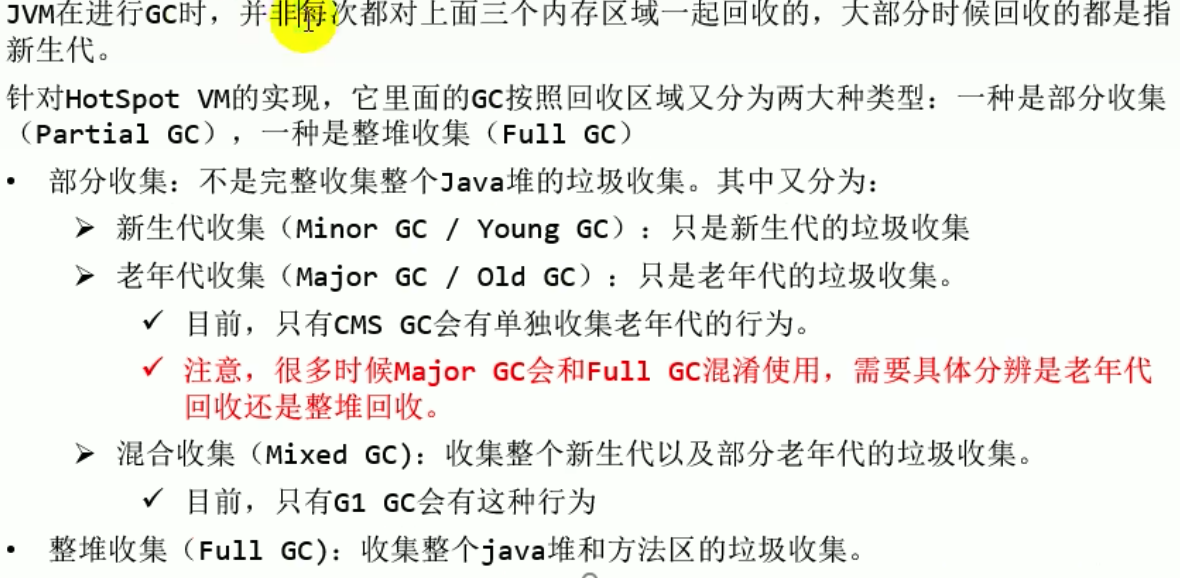 JVM在进行GC时，并非每次都对上面三个内存区域一起回收的，大部分时候回收的都是指
新生代。
针对HotSpot VM的实现，它里面的GC按照回收区域又分为两大种类型：一种是部分收集
（Partial GC），一种是整堆收集（Full GC）
• 部分收集：不是完整收集整个Java堆的垃圾收集。其中又分为：
➢ 新生代收集（Minor GC / Young GC）：只是新生代的垃圾收集
➢ 老年代收集（Major GC / Old GC）：只是老年代的垃圾收集。
✓ 目前，只有CMS GC会有单独收集老年代的行为。
✓ 注意，很多时候Major GC会和Full GC混淆使用，需要具体分辨是老年代
回收还是整堆回收。
➢ 混合收集（Mixed GC)：收集整个新生代以及部分老年代的垃圾收集。
✓ 目前，只有G1 GC会有这种行为
• 整堆收集（Full GC)：收集整个java堆和方法区的垃圾收集。